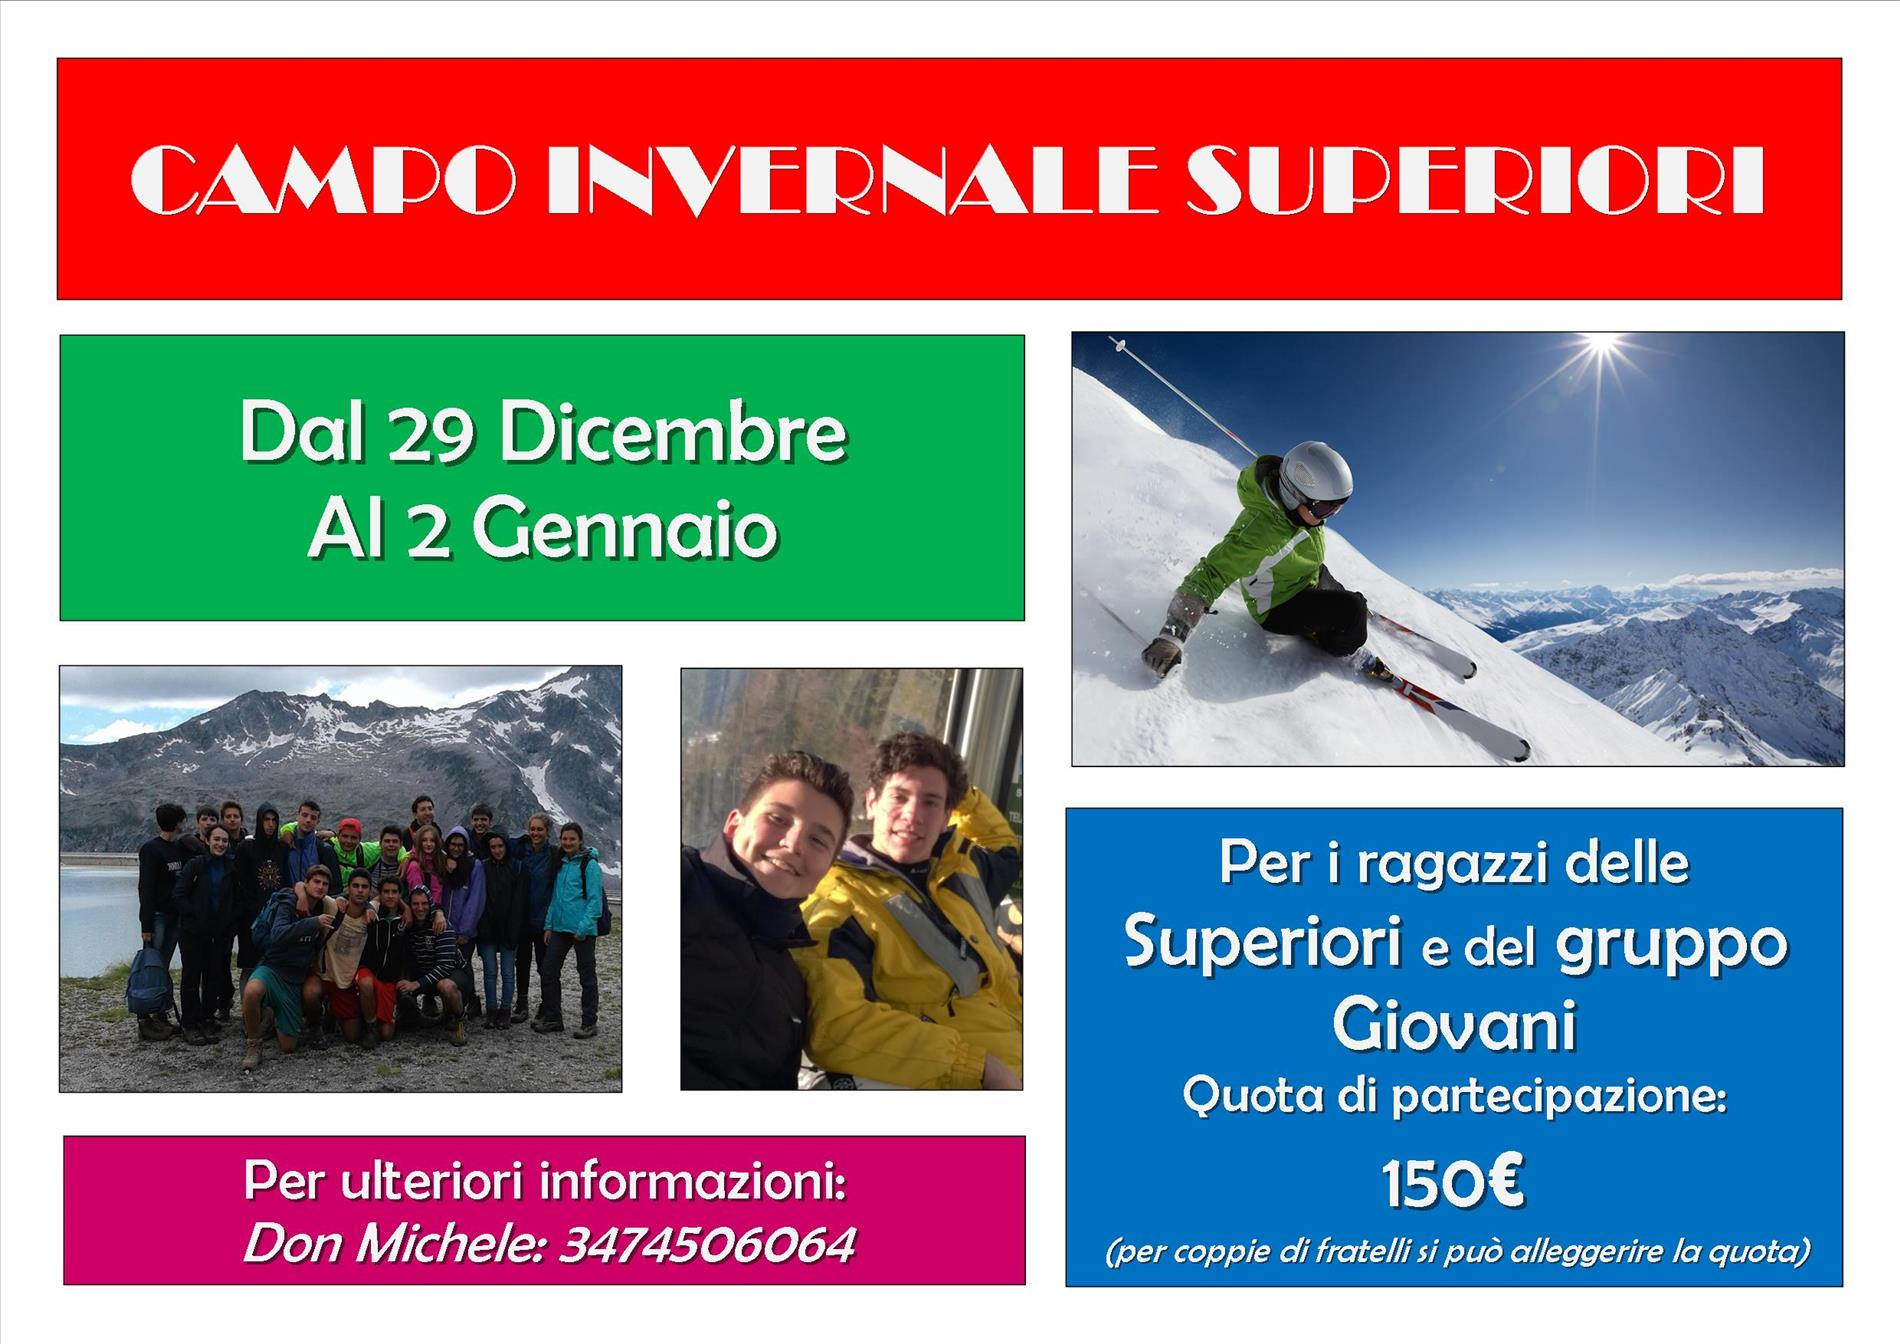 CAMPO INVERNALE SUPERIORI
Dal 29 Dicembre
Al 2 Gennaio
Per i ragazzi delle
Superiori e del gruppo
Giovani
Quota di partecipazione:
150€
(per coppie di fratelli si può alleggerire la quota)
Per ulteriori informazioni:
Don Michele: 3474506064